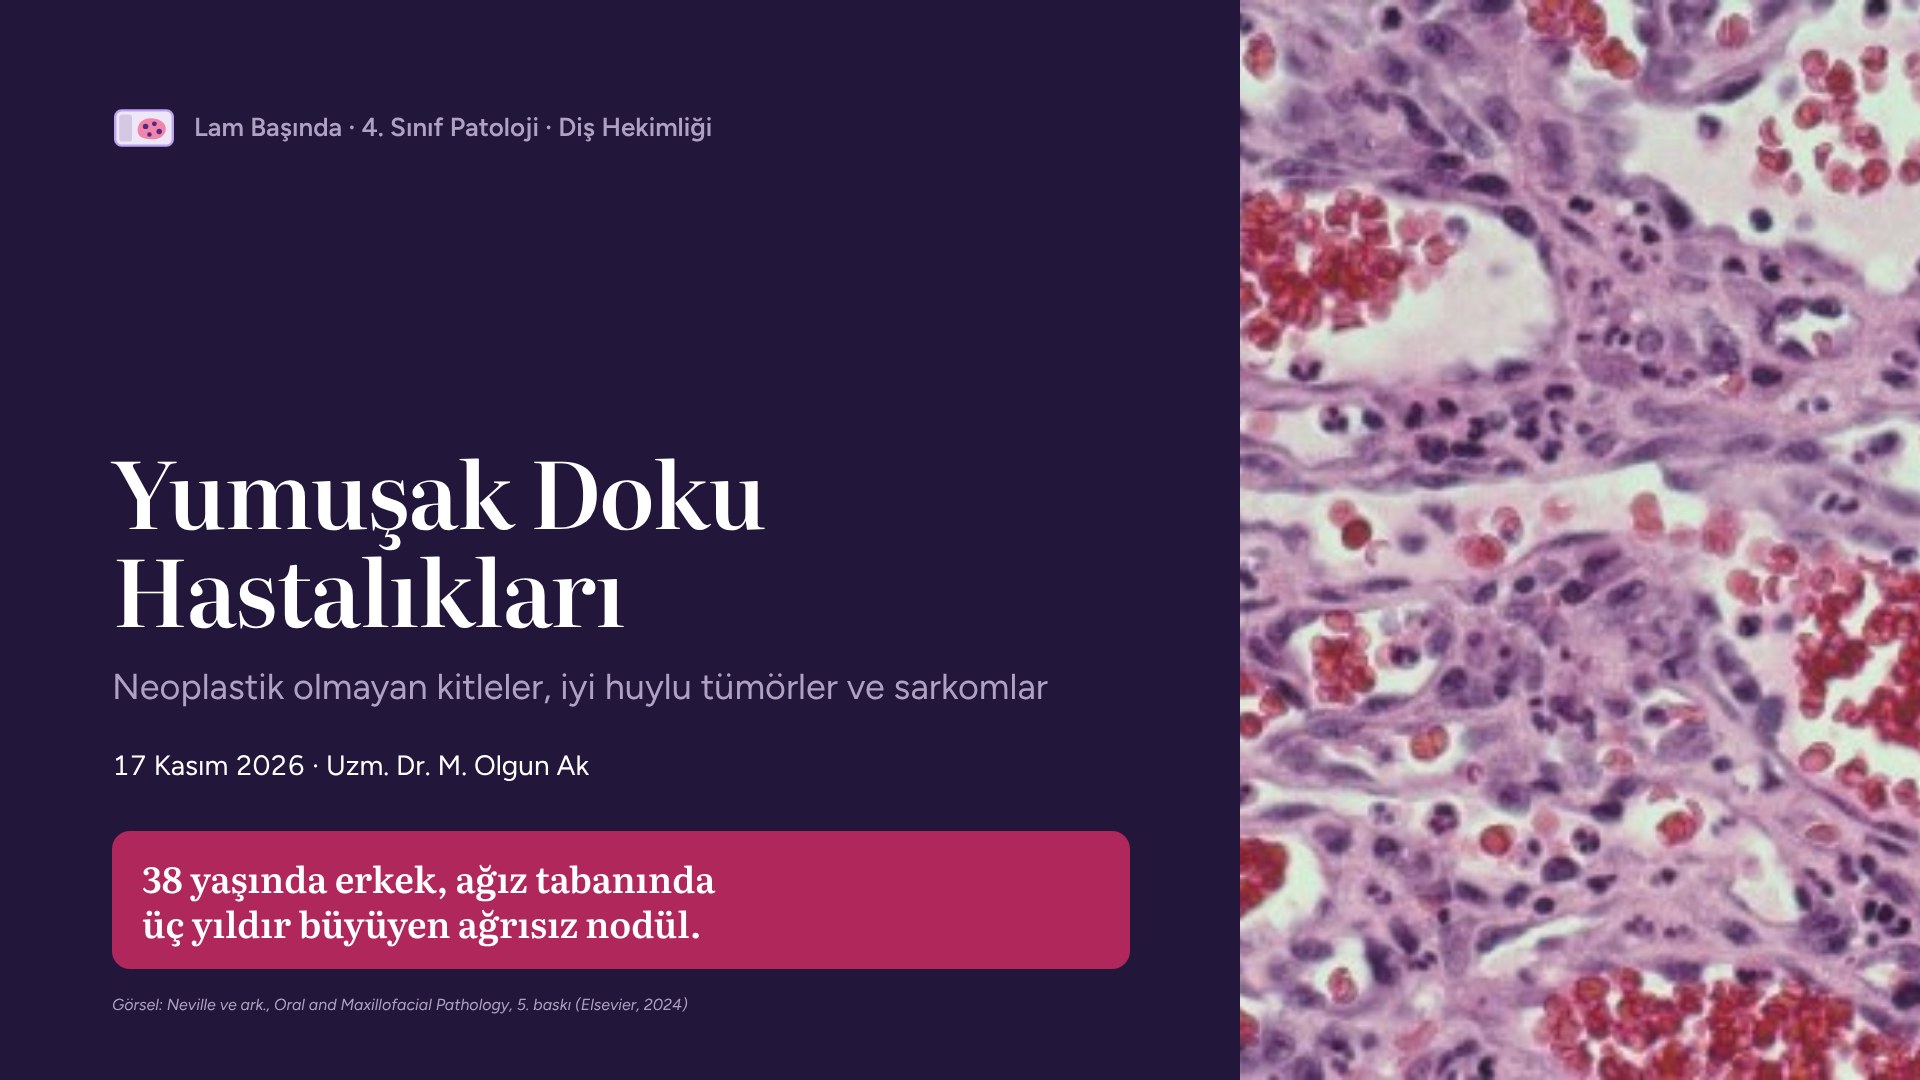 Lam Başında · 4. Sınıf Patoloji · Diş Hekimliği
Yumuşak Doku
Hastalıkları
Neoplastik olmayan kitleler, iyi huylu tümörler ve sarkomlar
17 Kasım 2026 · Uzm. Dr. M. Olgun Ak
38 yaşında erkek, ağız tabanında
üç yıldır büyüyen ağrısız nodül.
Görsel: Neville ve ark., Oral and Maxillofacial Pathology, 5. baskı (Elsevier, 2024)